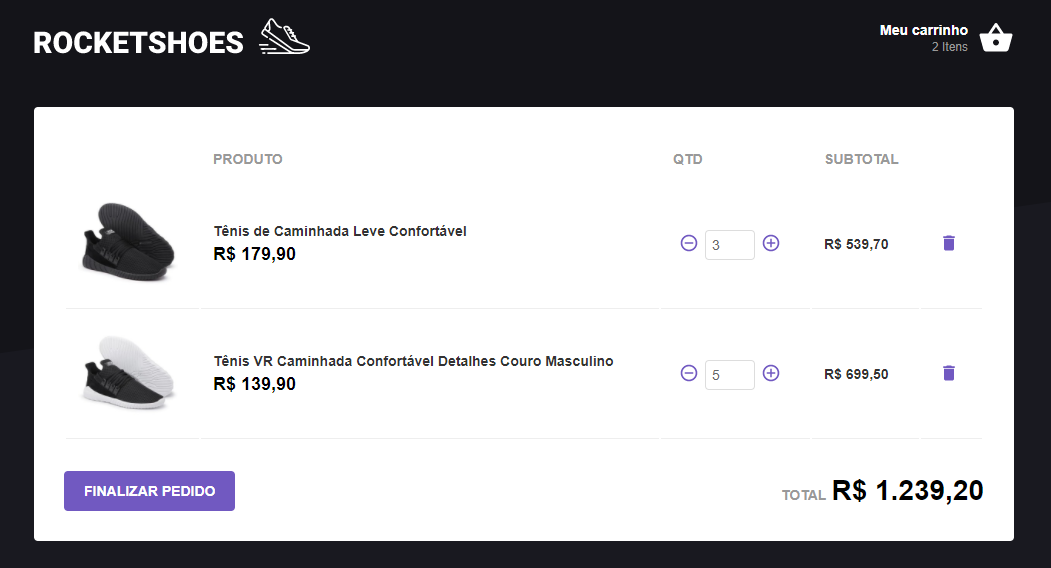 ROCKETSHOES
Meu carrinho
2 Itens
PRODUTO QTD SUBTOTAL
Tênis de Caminhada Leve Confortável
R$ 179,90
3
R$ 539,70
Tênis VR Caminhada Confortável Detalhes Couro Masculino
R$ 139,90
5
R$ 699,50
FINALIZAR PEDIDO
TOTAL R$ 1.239,20